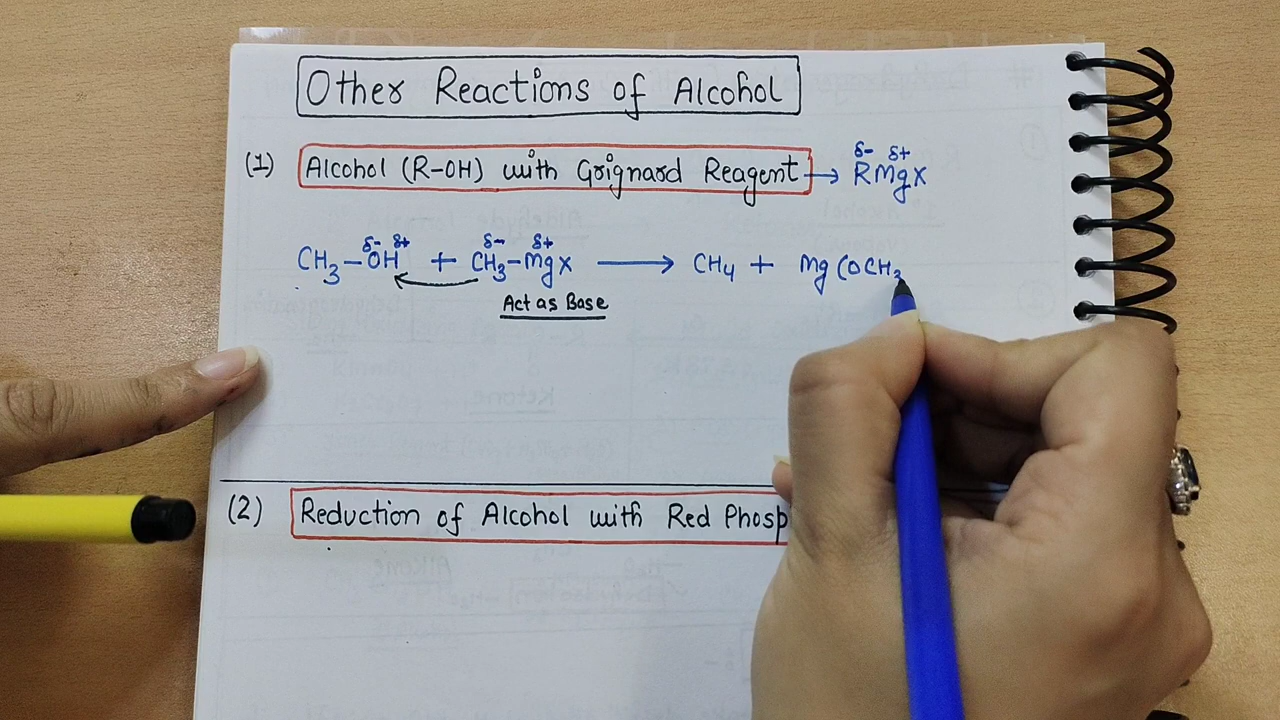 Other Reactions of Alcohol
(1) Alcohol (R-OH) with Grignard Reagent → RMgX
δ- δ+
δ- δ+ δ- δ+
CH₃-OH + CH₃-MgX → CH₄ + Mg(OCH₃
Act as Base
(2) Reduction of Alcohol with Red Phosp